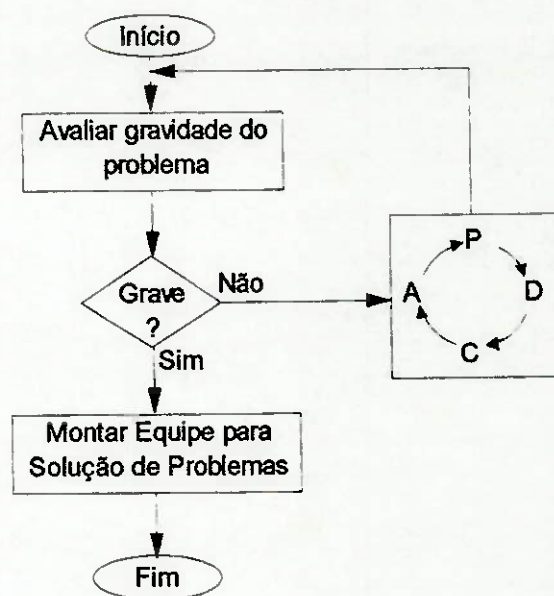 Início
Avaliar gravidade do
problema
Grave
?
Não
Sim
P
A
D
C
Montar Equipe para
Solução de Problemas
Fim